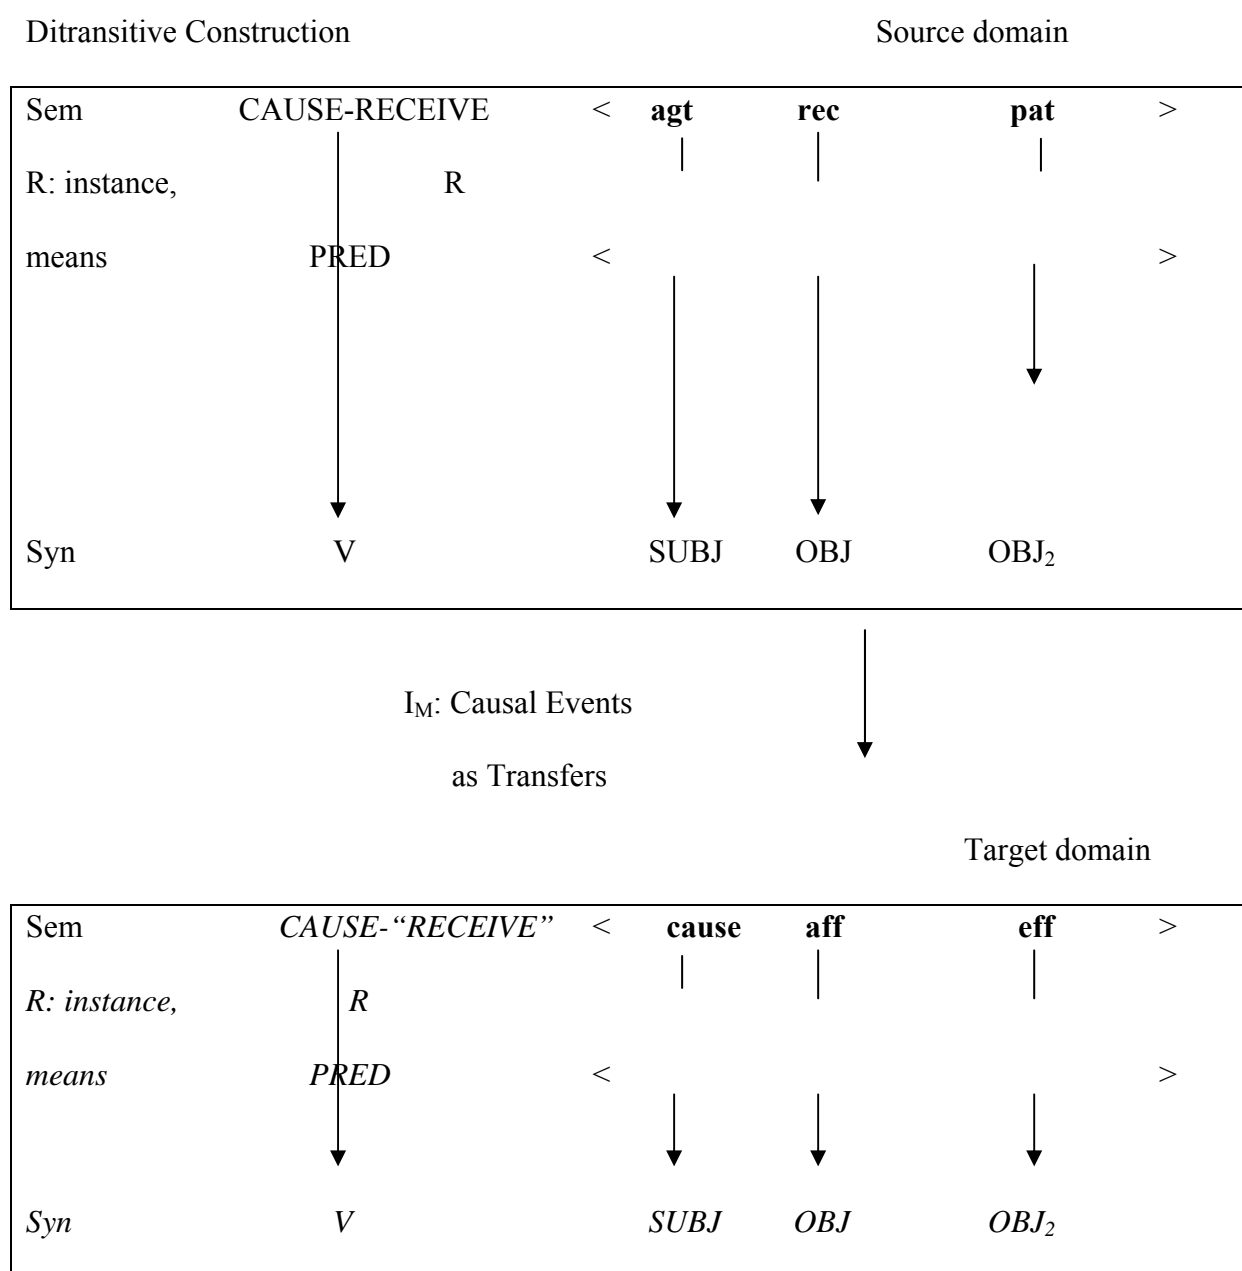 Ditransitive Construction Source domain
Sem CAUSE-RECEIVE < agt rec pat >
R: instance, R
means PRED < >
Syn V SUBJ OBJ OBJ₂
I_M: Causal Events
as Transfers
Target domain
Sem CAUSE-“RECEIVE” < cause aff eff >
R: instance, R
means PRED < >
Syn V SUBJ OBJ OBJ₂